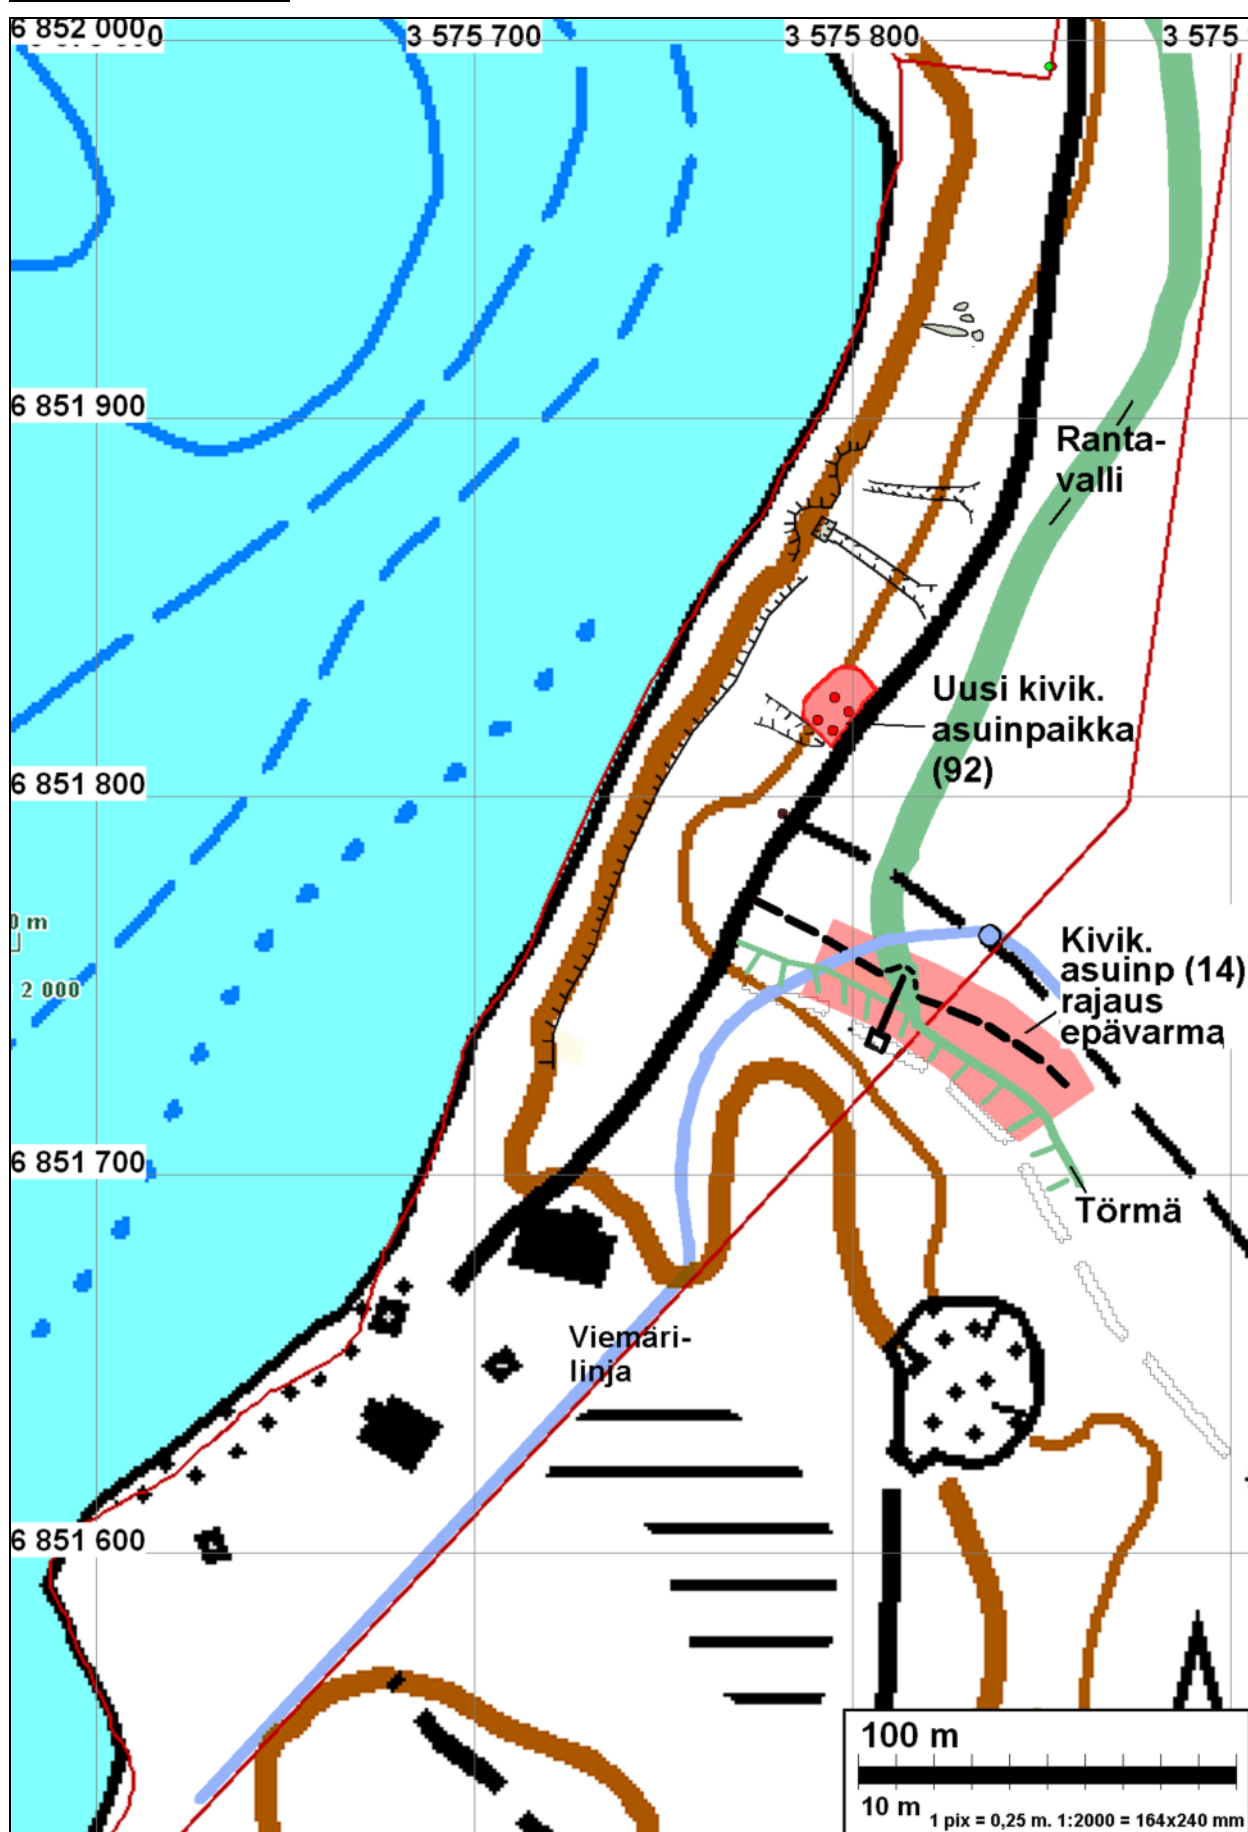 6 852 000
3 575 700
3 575 800
3 575
6 851 900
Ranta-
valli
Uusi kivik.
asuinpaikka
(92)
6 851 800
0 m
2 000
Kivik.
asuinp (14)
rajaus
epävarma
6 851 700
Törmä
Viemäri-
linja
6 851 600
100 m
10 m
1 pix = 0,25 m. 1:2000 = 164x240 mm